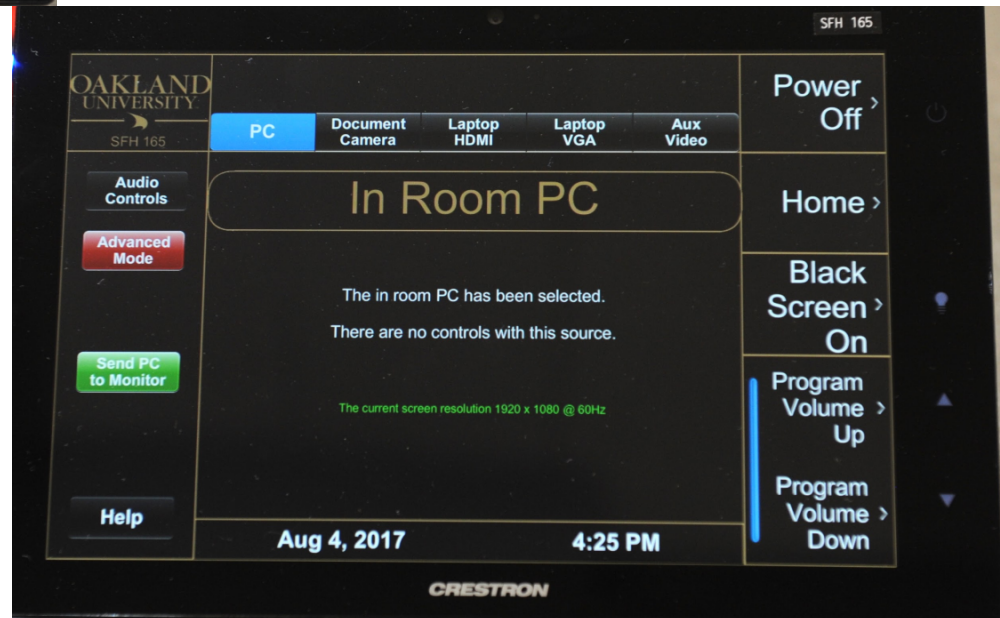 SFH 165
OAKLAND
UNIVERSITY.
SFH 165
PC
Document
Camera
Laptop
HDMI
Laptop
VGA
Aux
Video
Power
Off
Audio
Controls
In Room PC
Home
Advanced
Mode
The in room PC has been selected.
There are no controls with this source.
Black
Screen
On
Send PC
to Monitor
The current screen resolution 1920 x 1080 @ 60Hz
Program
Volume
Up
Program
Volume
Down
Help
Aug 4, 2017
4:25 PM
CRESTRON